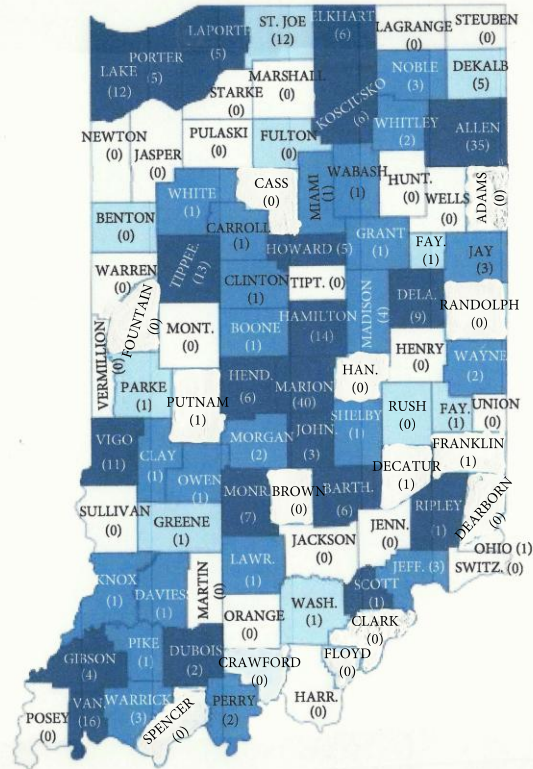 ST. JOE
(12)
ELKHART
(6)
LAGRANGE
(0)
STEUBEN
(0)
LAPORTE
(5)
PORTER
(5)
LAKE
(12)
STARKE
(0)
MARSHALL
(0)
KOSCIUSKO
(6)
NOBLE
(3)
DEKALB
(5)
WHITLEY
(2)
ALLEN
(35)
NEWTON
(0)
JASPER
(0)
PULASKI
(0)
FULTON
(0)
WHITE
(1)
CASS
(0)
MIAMI
(1)
WABASH
(1)
HUNT.
(0)
WELLS
(0)
ADAMS
(0)
BENTON
(0)
CARROLL
(1)
HOWARD (5)
GRANT
(1)
FAY.
(1)
JAY
(3)
WARREN
(0)
TIPPEE.
(13)
CLINTON
(1)
TIPT. (0)
MADISON
(4)
DELA.
(9)
RANDOLPH
(0)
FOUNTAIN
(0)
MONT.
(0)
BOONE
(1)
HAMILTON
(14)
HENRY
(0)
WAYNE
(2)
VERMILLION
(0)
PARKE
(1)
PUTNAM
(1)
HEND.
(6)
MARION
(40)
HAN.
(0)
SHELBY
(1)
RUSH
(0)
FAY.
(1)
UNION
(0)
VIGO
(11)
CLAY
(1)
OWEN
(1)
MORGAN
(2)
JOHN.
(3)
DECATUR
(1)
FRANKLIN
(1)
SULLIVAN
(0)
GREENE
(1)
MONR.
(7)
BROWN
(0)
BARTH.
(6)
JENN.
(0)
RIPLEY
(1)
DEARBORN
(0)
OHIO (1)
SWITZ. (0)
JACKSON
(0)
JEFF. (3)
KNOX
(1)
DAVIES
(1)
MARTIN
(0)
LAWR.
(1)
ORANGE
(0)
WASH.
(1)
SCOTT
(1)
CLARK
(0)
FLOYD
(0)
GIBSON
(4)
PIKE
(1)
DUBOIS
(2)
CRAWFORD
(0)
HARR.
(0)
POSEY
(0)
VAN
(16)
WARRICK
(3)
SPENCER
(0)
PERRY
(2)